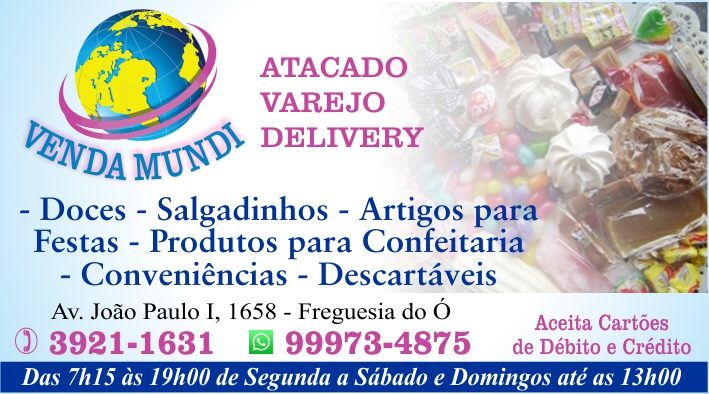 VENDA MUNDI
ATACADO
VAREJO
DELIVERY
- Doces - Salgadinhos - Artigos para
Festas - Produtos para Confeitaria
- Conveniências - Descartáveis
Av. João Paulo I, 1658 - Freguesia do Ó
3921-1631 99973-4875
Aceita Cartões
de Débito e Crédito
Das 7h15 às 19h00 de Segunda a Sábado e Domingos até as 13h00